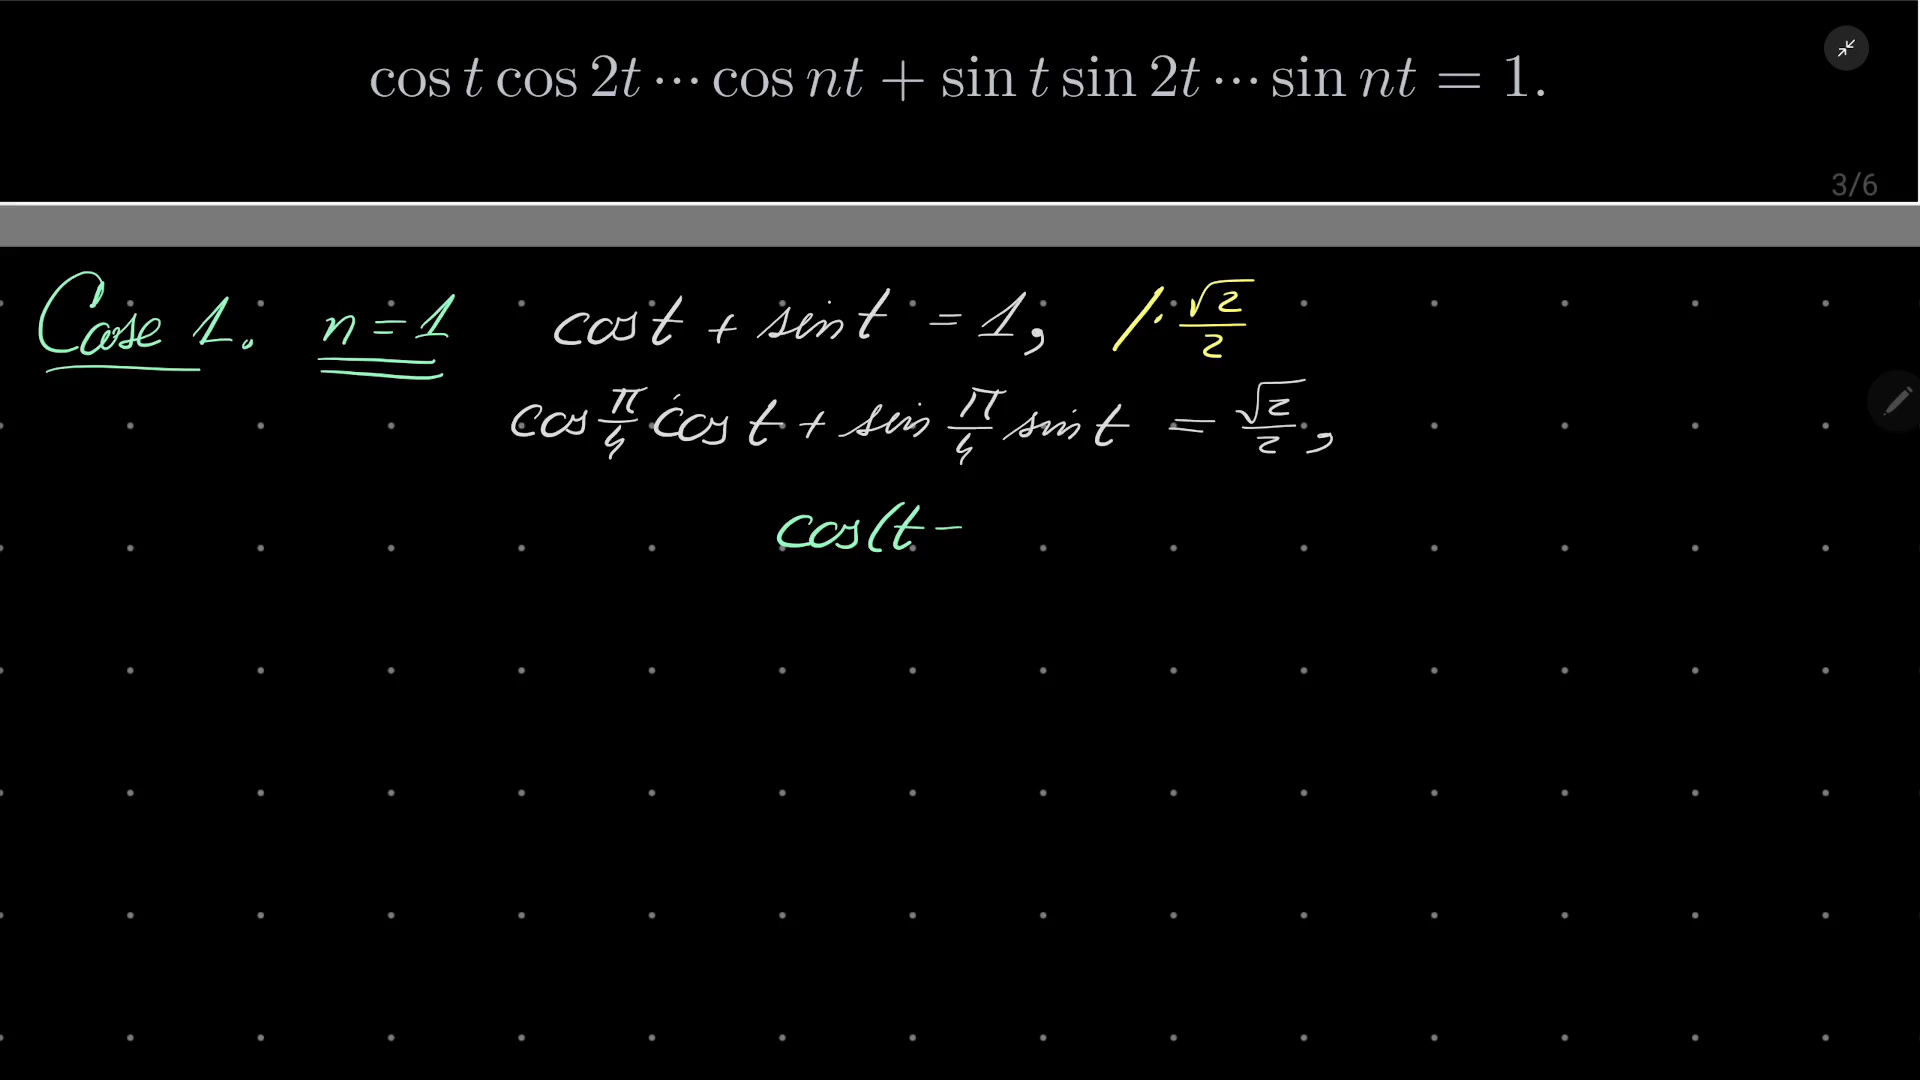 cos t cos 2t ⋯ cos nt + sin t sin 2t ⋯ sin nt = 1.
3/6
Case 1. n=1 cos t + sin t = 1; /· √2/2
cos π/4 cos t + sin π/4 sin t = √2/2,
cos(t −